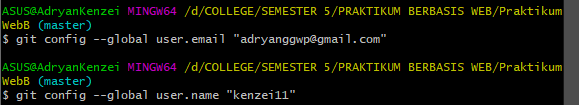 ASUS@AdryanKenzei MINGW64 /d/COLLEGE/SEMESTER 5/PRAKTIKUM BERBASIS WEB/Praktikum
WebB (master)
$ git config --global user.email "adryanggwp@gmail.com"
ASUS@AdryanKenzei MINGW64 /d/COLLEGE/SEMESTER 5/PRAKTIKUM BERBASIS WEB/Praktikum
WebB (master)
$ git config --global user.name "kenzei11"